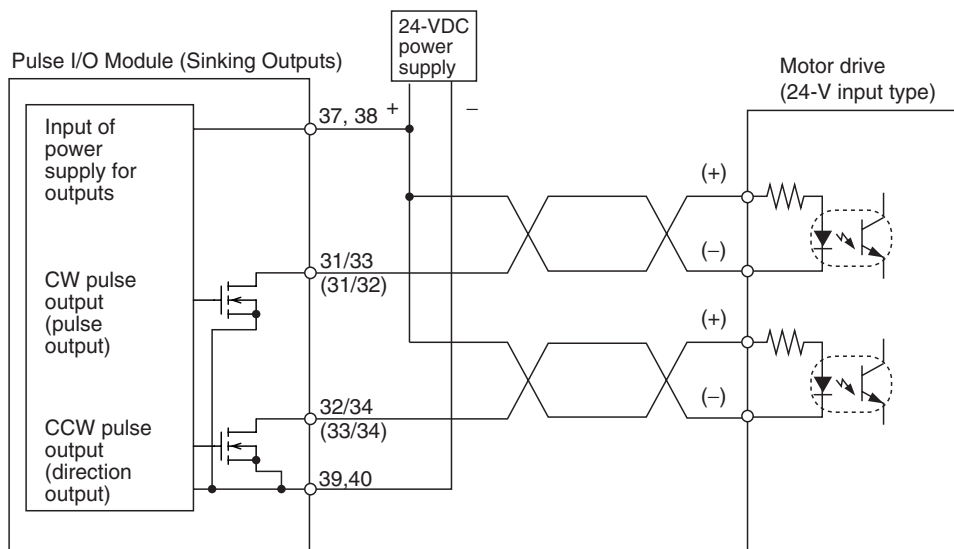 24-VDC
power
supply
Pulse I/O Module (Sinking Outputs)
Motor drive
(24-V input type)
+
−
37, 38
Input of
power
supply for
outputs
(+)
(−)
31/33
(31/32)
CW pulse
output
(pulse
output)
(+)
(−)
32/34
(33/34)
CCW pulse
output
(direction
output)
39,40